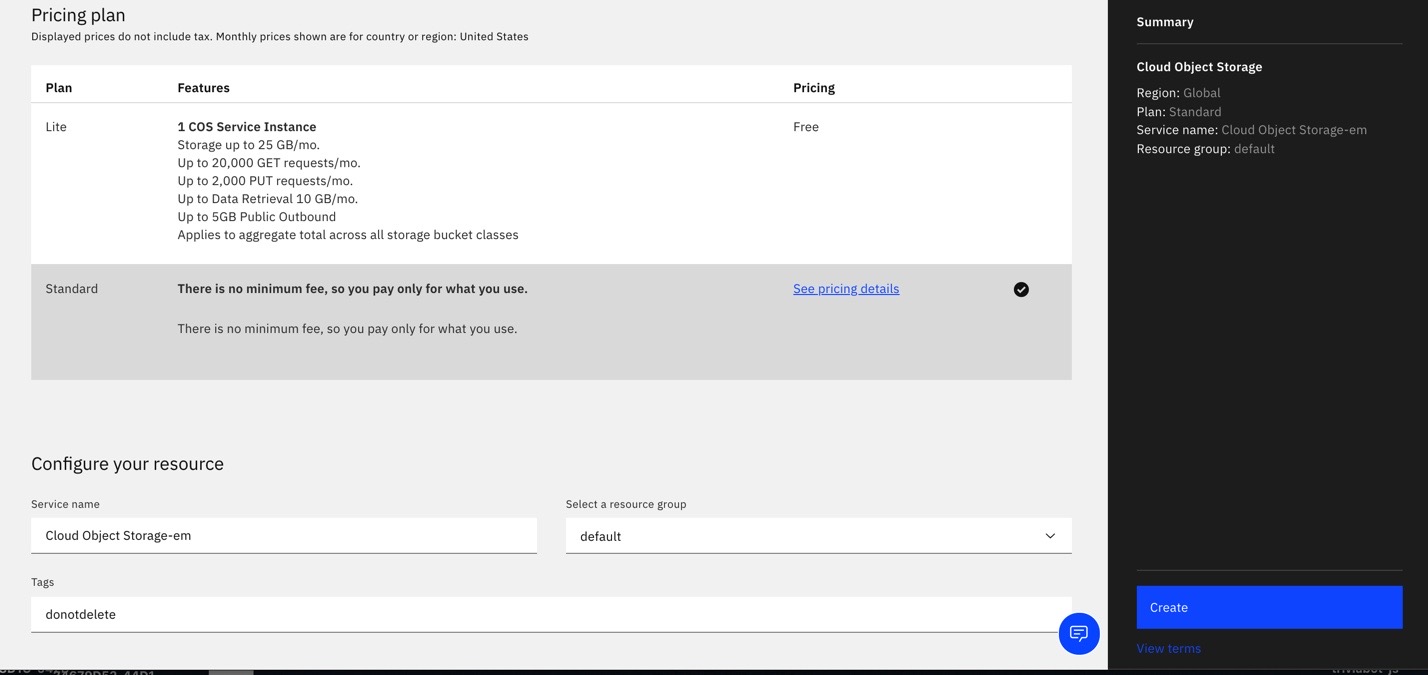 Pricing plan
Displayed prices do not include tax. Monthly prices shown are for country or region: United States
Plan Features Pricing
Lite 1 COS Service Instance Free
Storage up to 25 GB/mo.
Up to 20,000 GET requests/mo.
Up to 2,000 PUT requests/mo.
Up to Data Retrieval 10 GB/mo.
Up to 5GB Public Outbound
Applies to aggregate total across all storage bucket classes
Standard There is no minimum fee, so you pay only for what you use. See pricing details
There is no minimum fee, so you pay only for what you use.
Configure your resource
Service name Select a resource group
Cloud Object Storage-em default
Tags
donotdelete
Summary
Cloud Object Storage
Region: Global
Plan: Standard
Service name: Cloud Object Storage-em
Resource group: default
Create
View terms